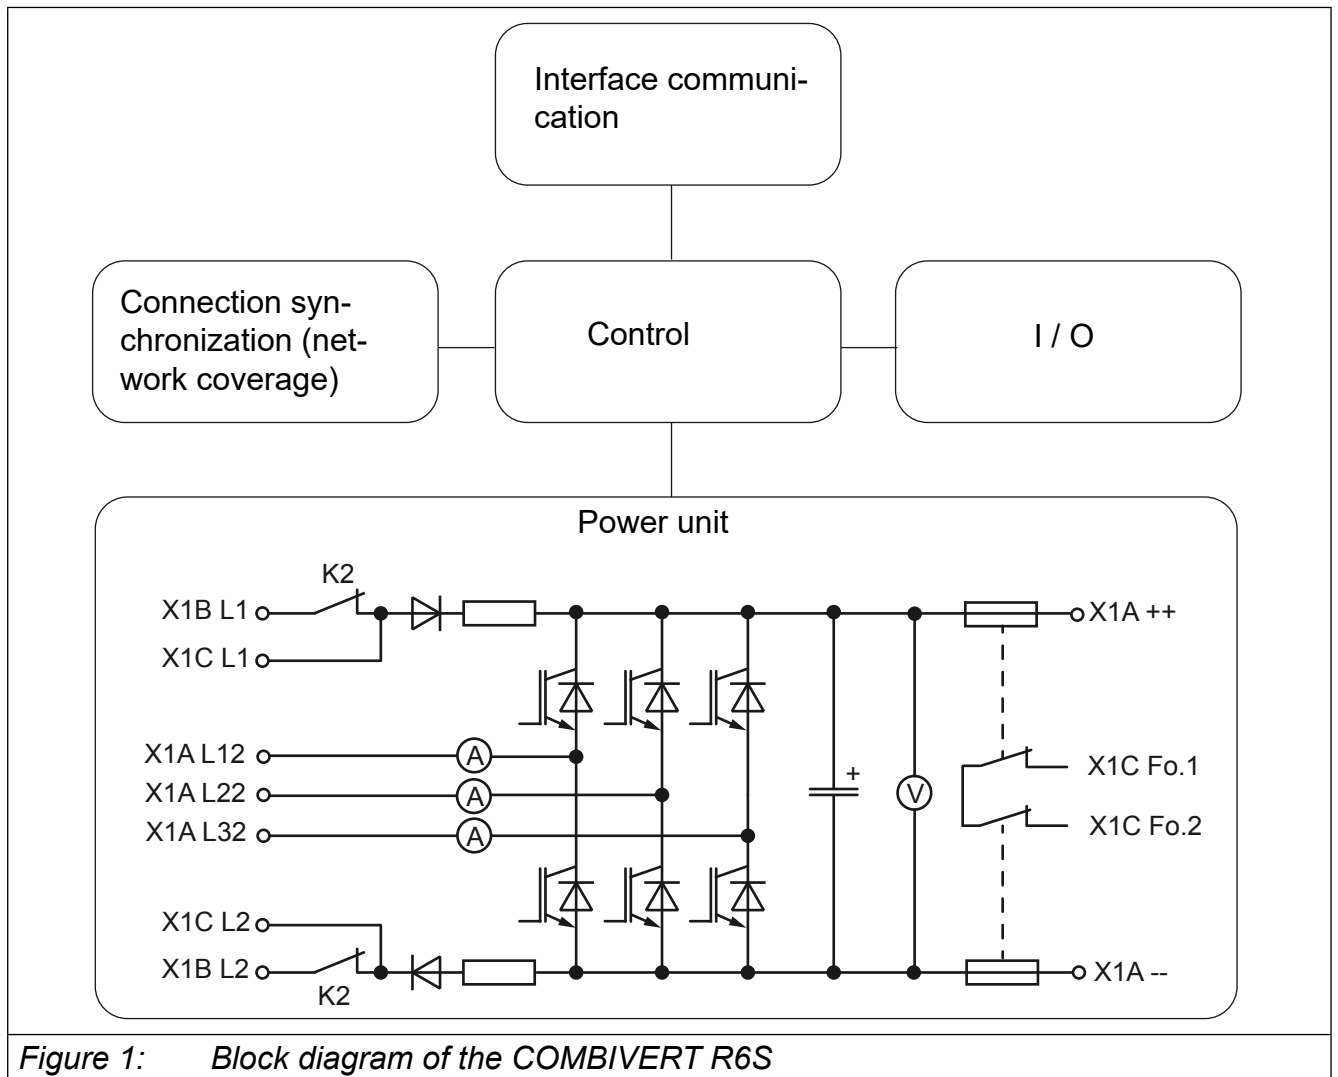 Interface communi-
cation
Connection syn-
chronization (net-
work coverage)
Control
I / O
Power unit
K2
X1B L1
X1A ++
X1C L1
X1A L12
A
X1C Fo.1
X1A L22
A
+
V
X1A L32
A
X1C Fo.2
X1C L2
X1B L2
X1A --
K2
Figure 1: Block diagram of the COMBIVERT R6S